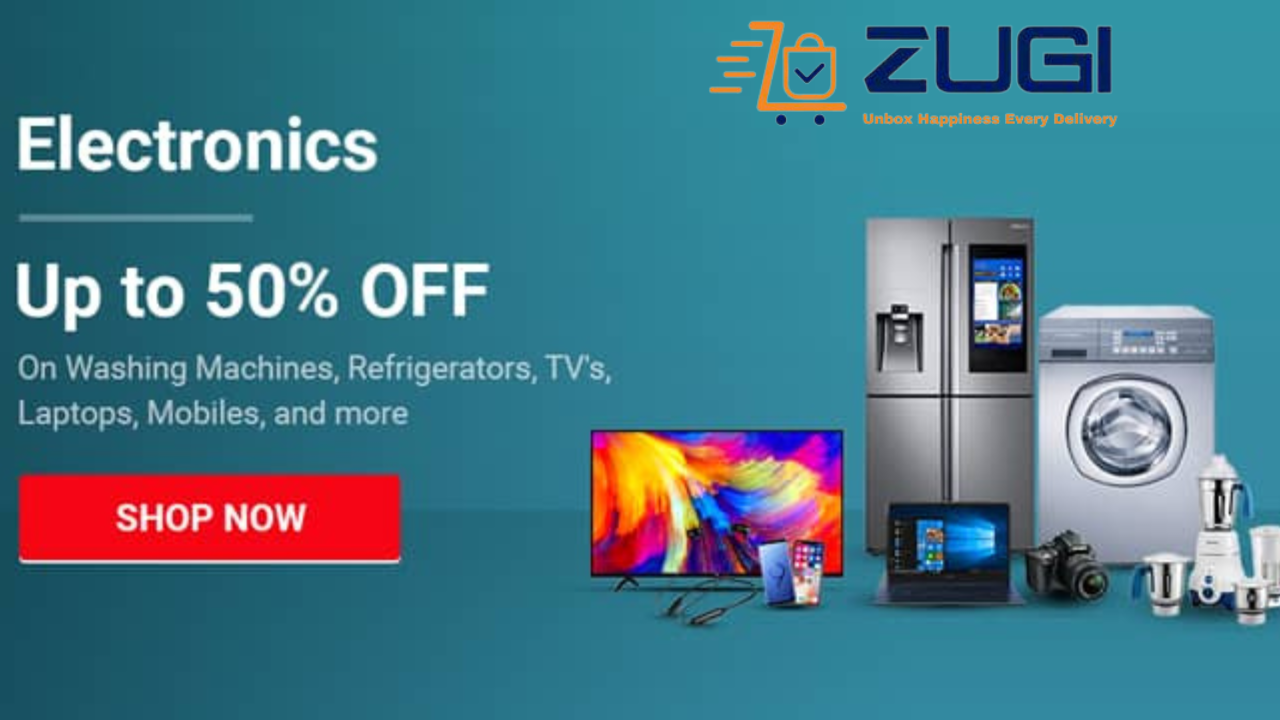 ZUGI
Unbox Happiness Every Delivery
Electronics
Up to 50% OFF
On Washing Machines, Refrigerators, TV's,
Laptops, Mobiles, and more
SHOP NOW